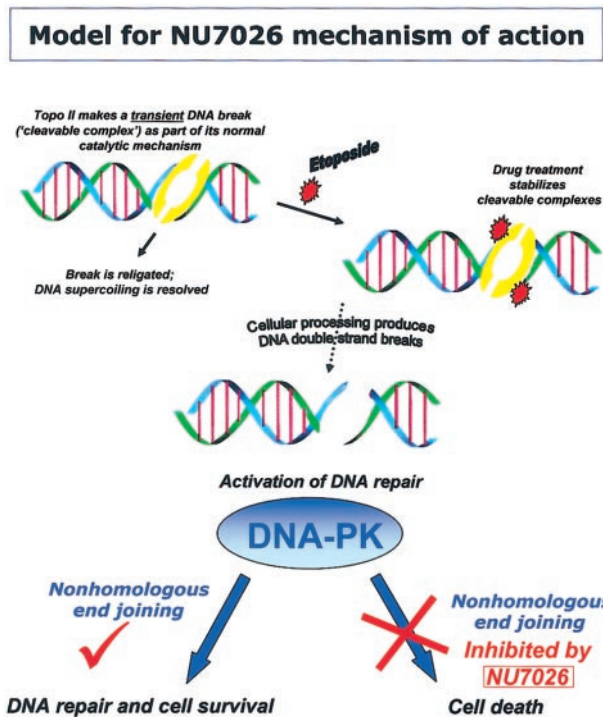 Model for NU7026 mechanism of action
Topo II makes a transient DNA break
('cleavable complex') as part of its normal
catalytic mechanism
Etoposide
Drug treatment
stabilizes
cleavable complexes
Break is religated;
DNA supercoiling is resolved
Cellular processing produces
DNA double-strand breaks
Activation of DNA repair
DNA-PK
Nonhomologous
end joining
Nonhomologous
end joining
Inhibited by
NU7026
DNA repair and cell survival
Cell death